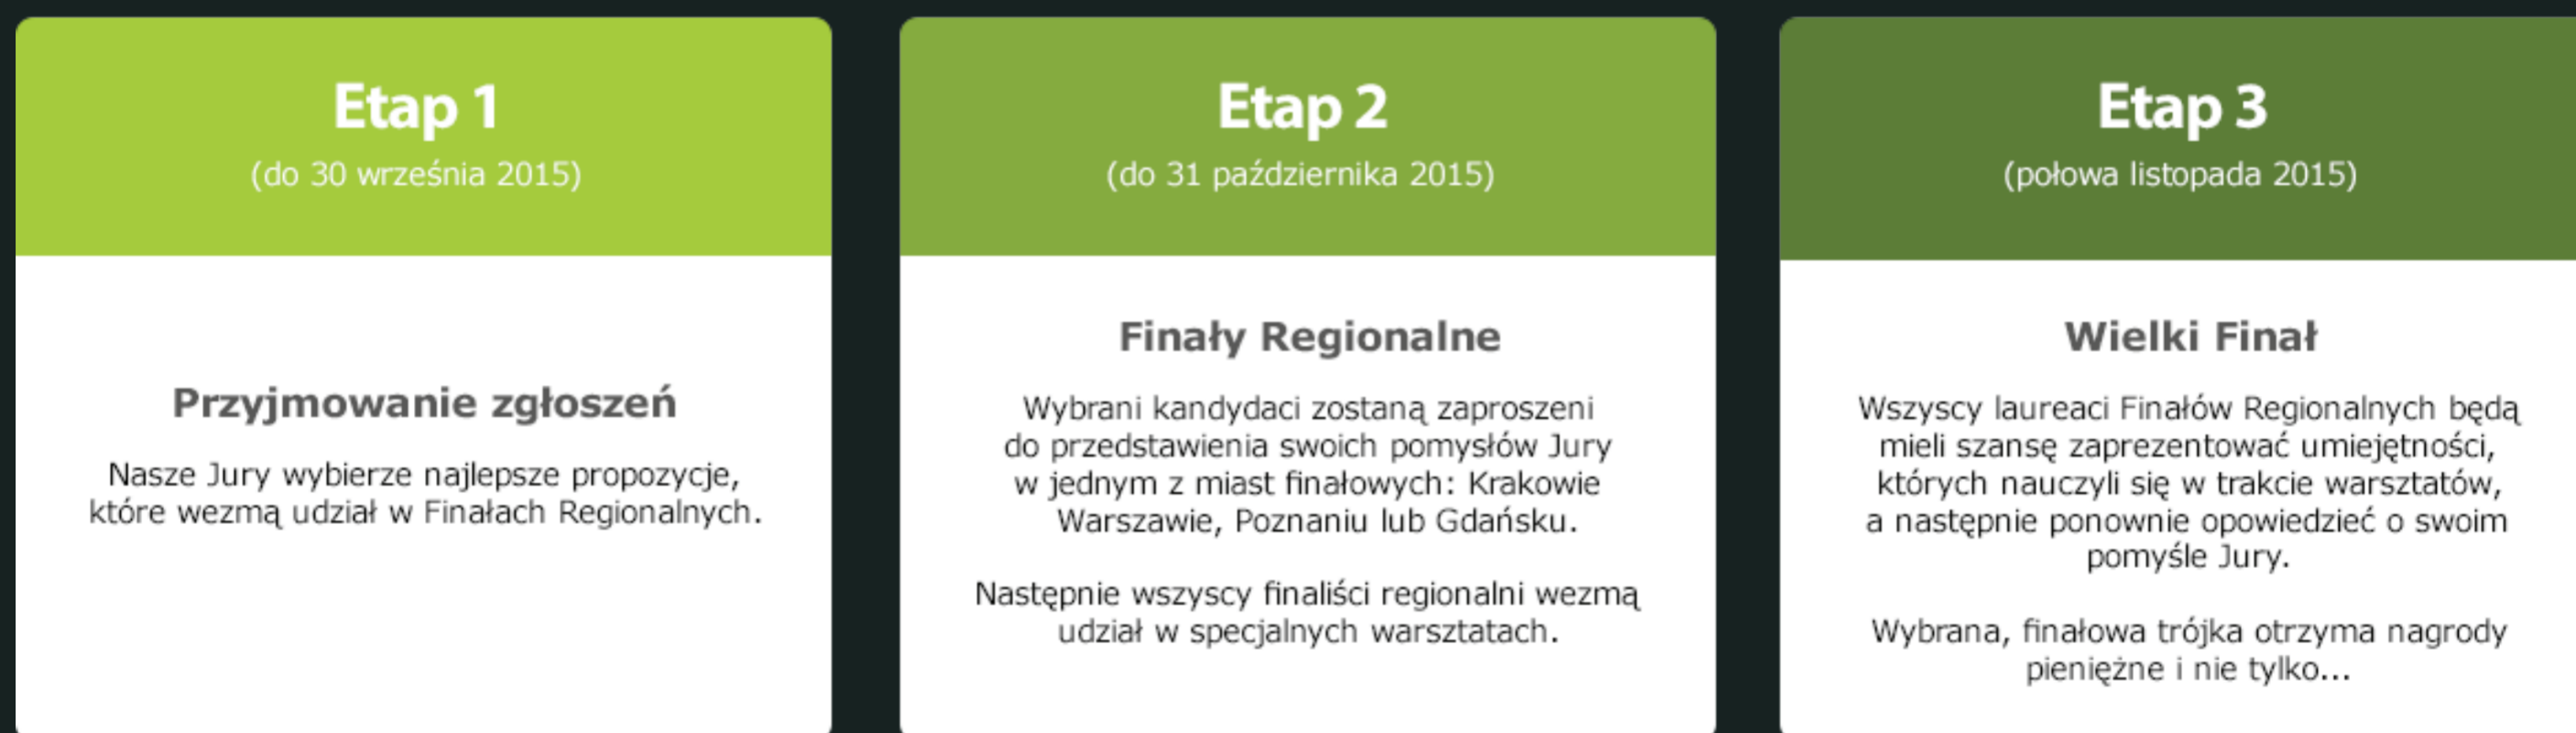 Etap 1
(do 30 września 2015)
Przyjmowanie zgłoszeń
Nasze Jury wybierze najlepsze propozycje,
które wezmą udział w Finałach Regionalnych.
Etap 2
(do 31 października 2015)
Finały Regionalne
Wybrani kandydaci zostaną zaproszeni
do przedstawienia swoich pomysłów Jury
w jednym z miast finałowych: Krakowie
Warszawie, Poznaniu lub Gdańsku.
Następnie wszyscy finaliści regionalni wezmą
udział w specjalnych warsztatach.
Etap 3
(połowa listopada 2015)
Wielki Finał
Wszyscy laureaci Finałów Regionalnych będą
mieli szansę zaprezentować umiejętności,
których nauczyli się w trakcie warsztatów,
a następnie ponownie opowiedzieć o swoim
pomyśle Jury.
Wybrana, finałowa trójka otrzyma nagrody
pieniężne i nie tylko...